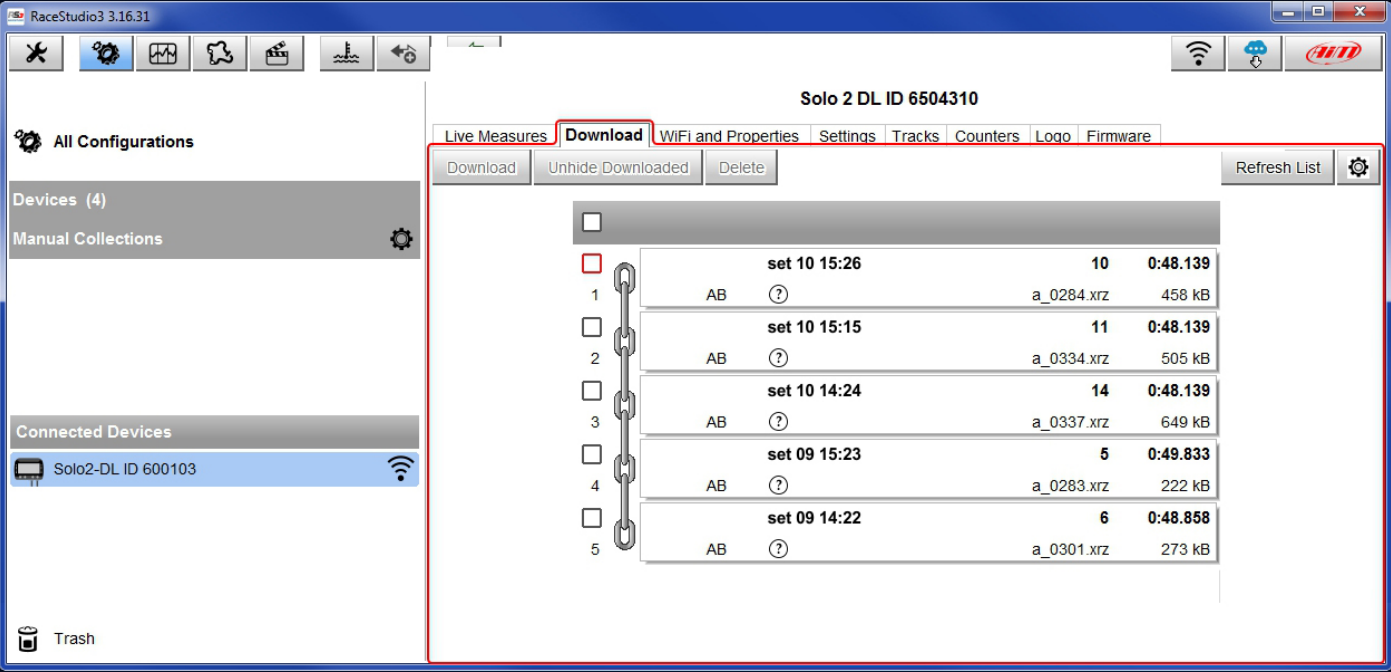 RS3 RaceStudio3 3.16.31
AiM
Solo 2 DL ID 6504310
All Configurations
Live Measures Download WiFi and Properties Settings Tracks Counters Logo Firmware
Download Unhide Downloaded Delete Refresh List
Devices (4)
Manual Collections
set 10 15:26 10 0:48.139
1 AB ? a_0284.xrz 458 kB
set 10 15:15 11 0:48.139
2 AB ? a_0334.xrz 505 kB
set 10 14:24 14 0:48.139
3 AB ? a_0337.xrz 649 kB
Connected Devices
Solo2-DL ID 600103
set 09 15:23 5 0:49.833
4 AB ? a_0283.xrz 222 kB
set 09 14:22 6 0:48.858
5 AB ? a_0301.xrz 273 kB
Trash